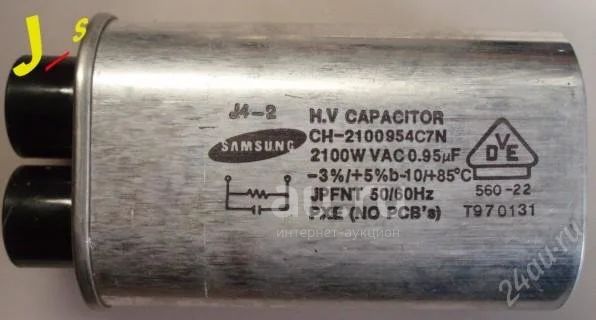 J/s
J4-2
SAMSUNG
H.V CAPACITOR
CH-2100954C7N
2100W VAC 0.95µF
-3%/+5%b-10/+85°C
JPFNT 50/60Hz
PXE (NO PCB's)
VDE
560-22
T970131
интернет-аукцион
24au.ru